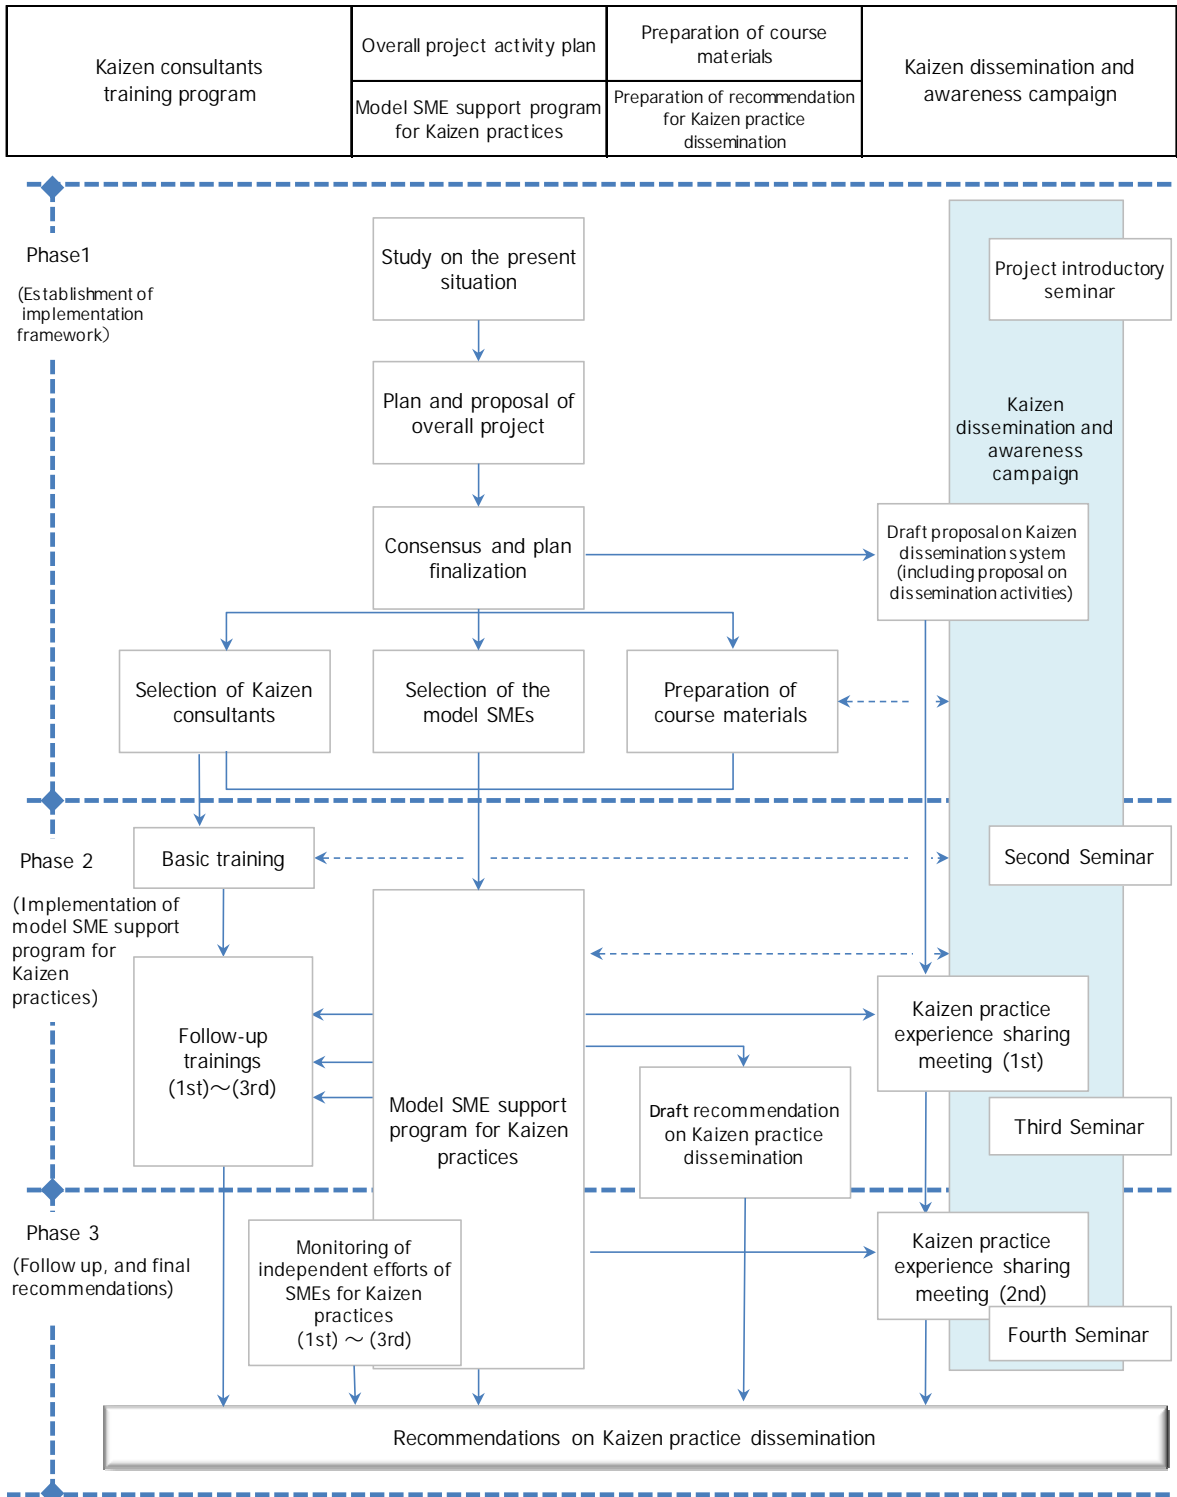 Kaizen consultants
training program
Overall project activity plan
Model SME support program
for Kaizen practices
Preparation of course
materials
Preparation of recommendation
for Kaizen practice
dissemination
Kaizen dissemination and
awareness campaign
Phase1
(Establishment of
implementation
framework)
Study on the present
situation
Project introductory
seminar
Plan and proposal of
overall project
Kaizen
dissemination and
awareness
campaign
Consensus and plan
finalization
Draft proposal on Kaizen
dissemination system
(including proposal on
dissemination activities)
Selection of Kaizen
consultants
Selection of the
model SMEs
Preparation of
course materials
Phase 2
(Implementation of
model SME support
program for
Kaizen
practices)
Basic training
Second Seminar
Follow-up
trainings
(1st)～(3rd)
Model SME support
program for Kaizen
practices
Draft recommendation
on Kaizen practice
dissemination
Kaizen practice
experience sharing
meeting (1st)
Third Seminar
Phase 3
(Follow up, and final
recommendations)
Monitoring of
independent efforts of
SMEs for Kaizen
practices
(1st) ～ (3rd)
Kaizen practice
experience sharing
meeting (2nd)
Fourth Seminar
Recommendations on Kaizen practice dissemination